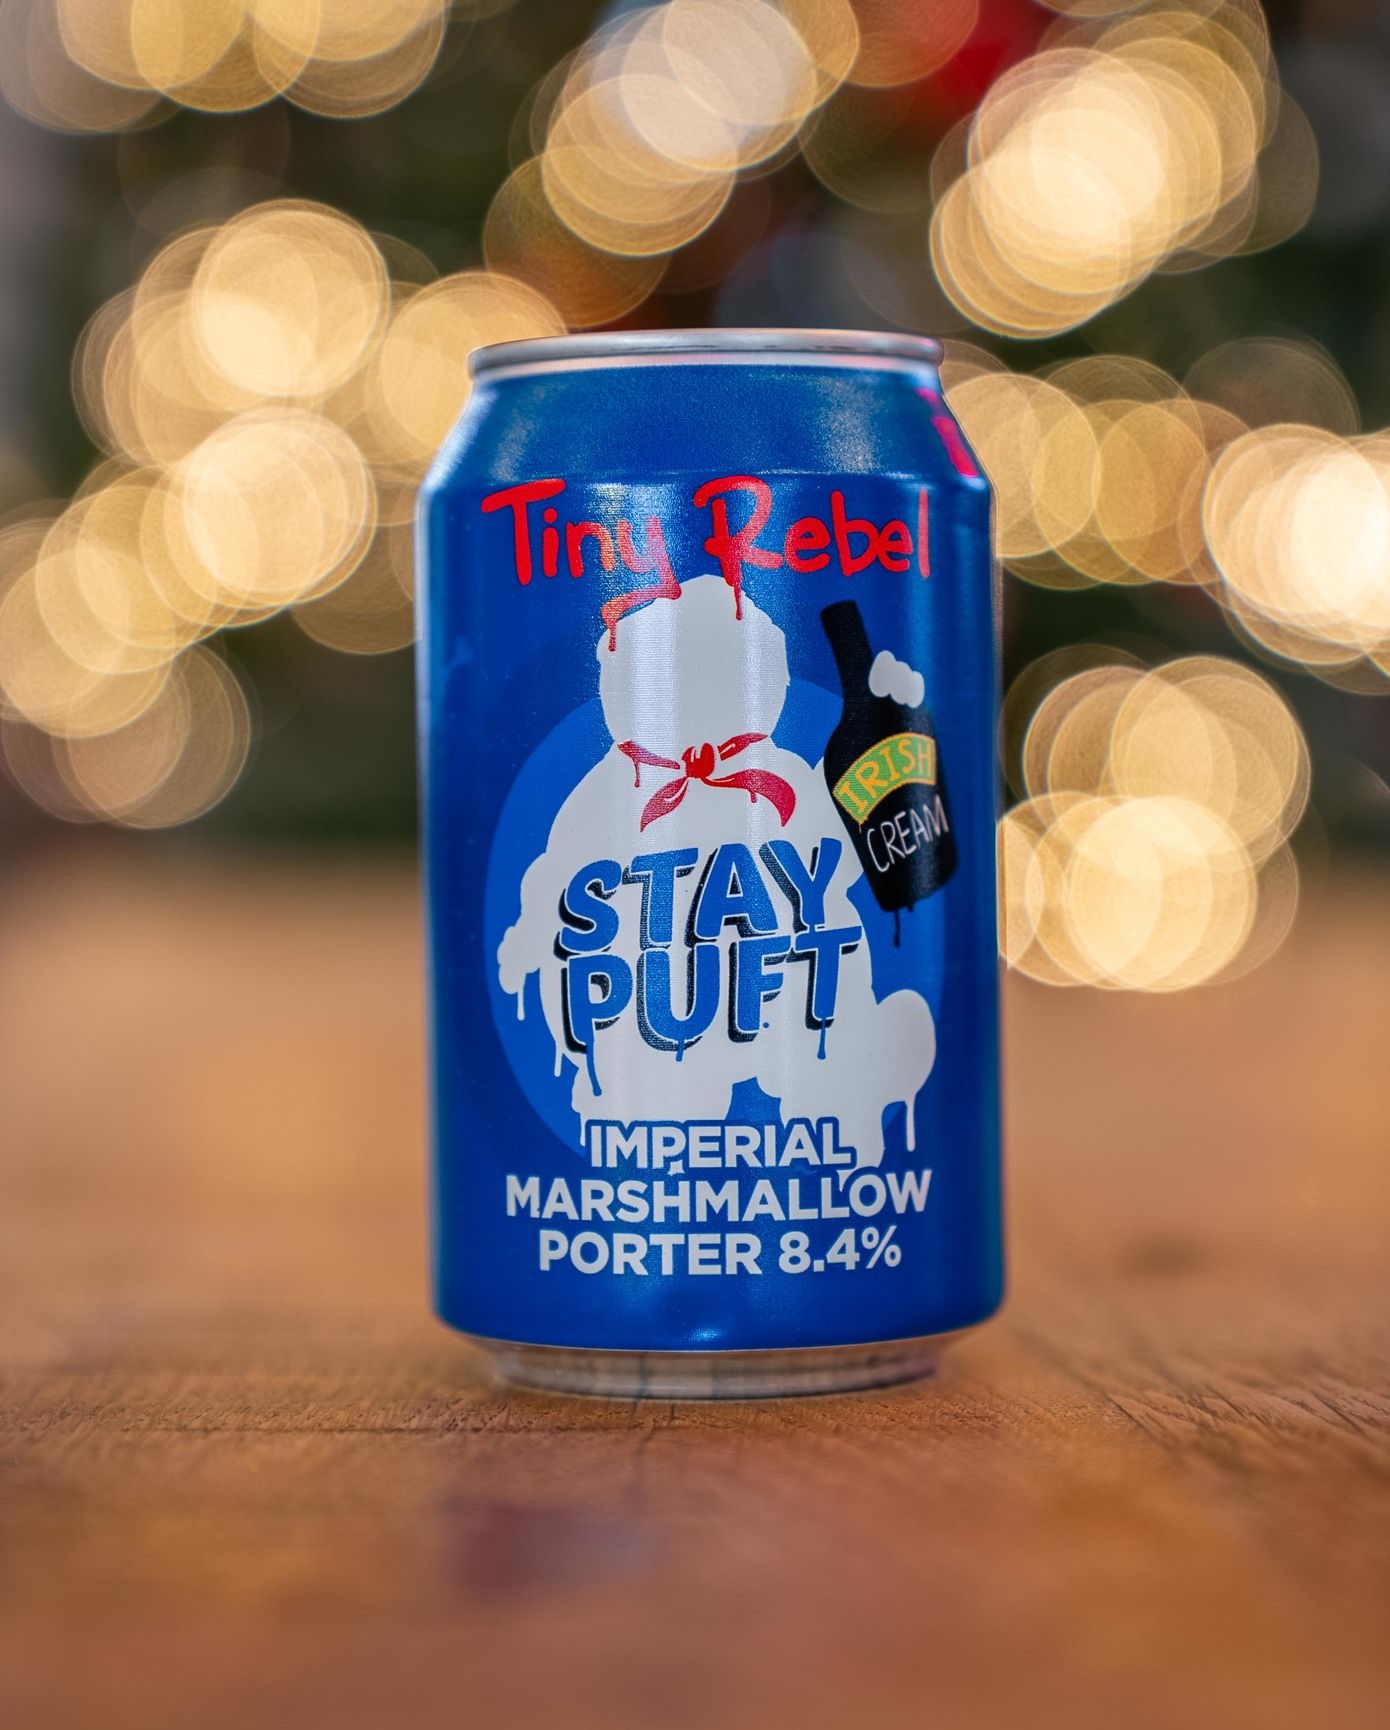 Tiny Rebel
IRISH
CREAM
STAY
PUFT
IMPERIAL
MARSHMALLOW
PORTER 8.4%